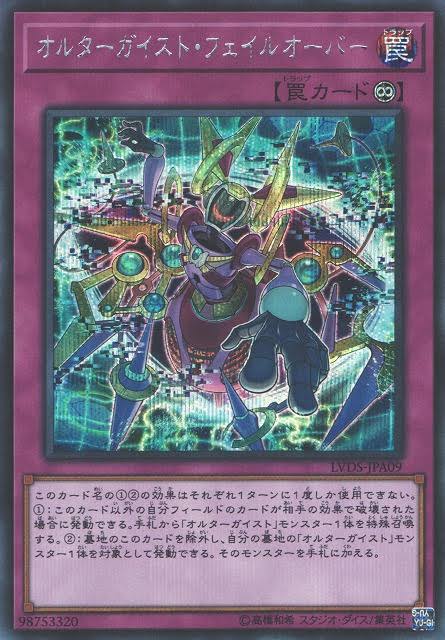 オルターガイスト・フェイルオーバー
罠
トラップ
【罠カード】
トラップ
LVDS-JPA09
このカード名の①②の効果はそれぞれ1ターンに1度しか使用できない。
①:このカード以外の自分フィールドのカードが相手の効果で破壊された
場合に発動できる。手札から「オルターガイスト」モンスター1体を特殊召喚
する。②:墓地のこのカードを除外し、自分の墓地の「オルターガイスト」モン
スター1体を対象として発動できる。そのモンスターを手札に加える。
98753320
©高橋和希 スタジオ・ダイス/集英社